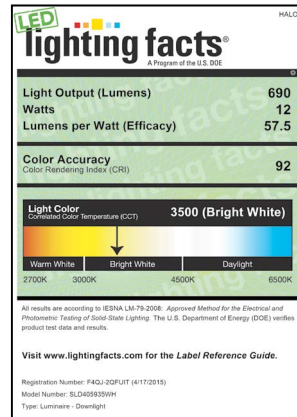 HALO
LED
lighting facts®
A Program of the U.S. DOE
Light Output (Lumens) 690
Watts 12
Lumens per Watt (Efficacy) 57.5
Color Accuracy
Color Rendering Index (CRI) 92
Light Color
Correlated Color Temperature (CCT) 3500 (Bright White)
Warm White Bright White Daylight
2700K 3000K 4500K 6500K
All results are according to IESNA LM-79-2008: Approved Method for the Electrical and
Photometric Testing of Solid-State Lighting. The U.S. Department of Energy (DOE) verifies
product test data and results.
Visit www.lightingfacts.com for the Label Reference Guide.
Registration Number: F4QJ-2QFUIT (4/17/2015)
Model Number: SLD405935WH
Type: Luminaire - Downlight